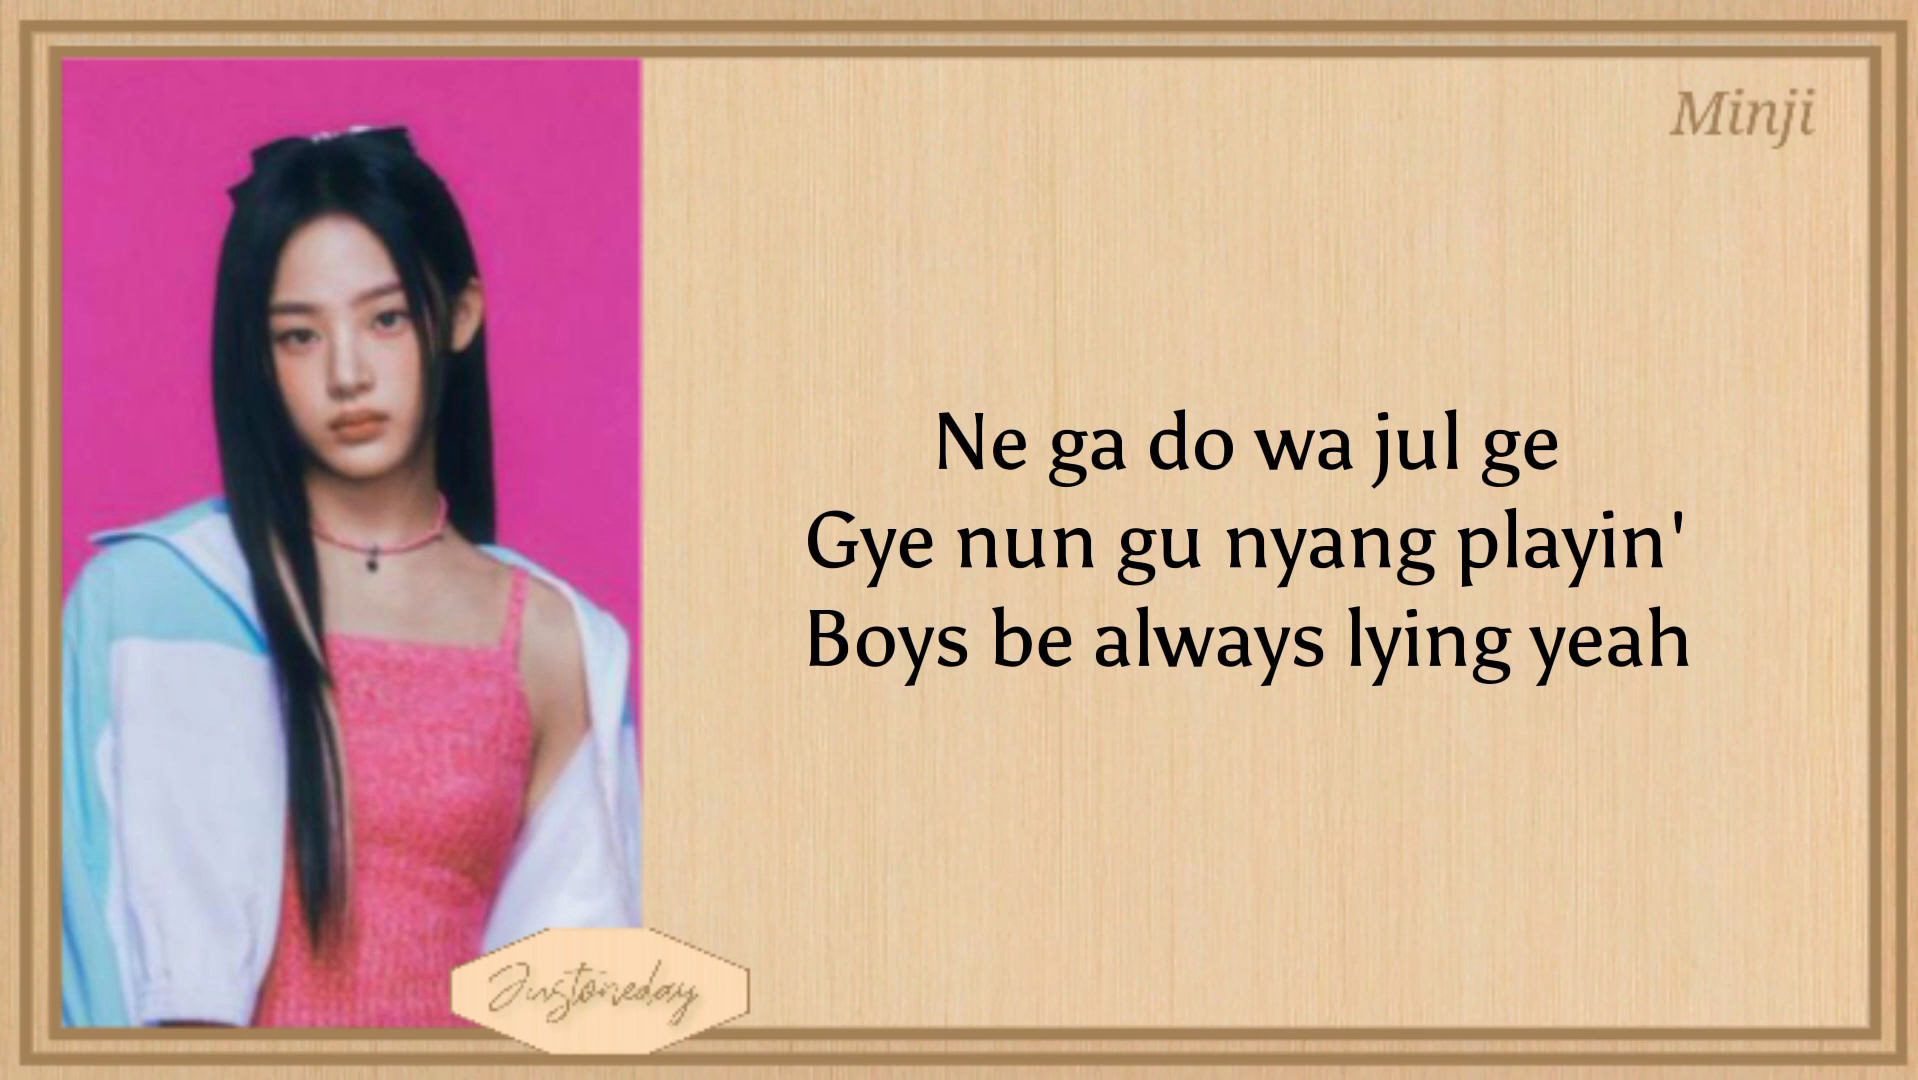 Minji
Ne ga do wa jul ge
Gye nun gu nyang playin'
Boys be always lying yeah
Justoneday